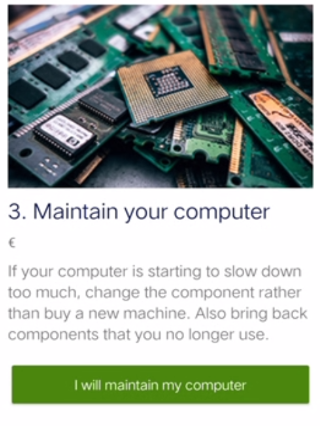 3. Maintain your computer
€
If your computer is starting to slow down
too much, change the component rather
than buy a new machine. Also bring back
components that you no longer use.
I will maintain my computer